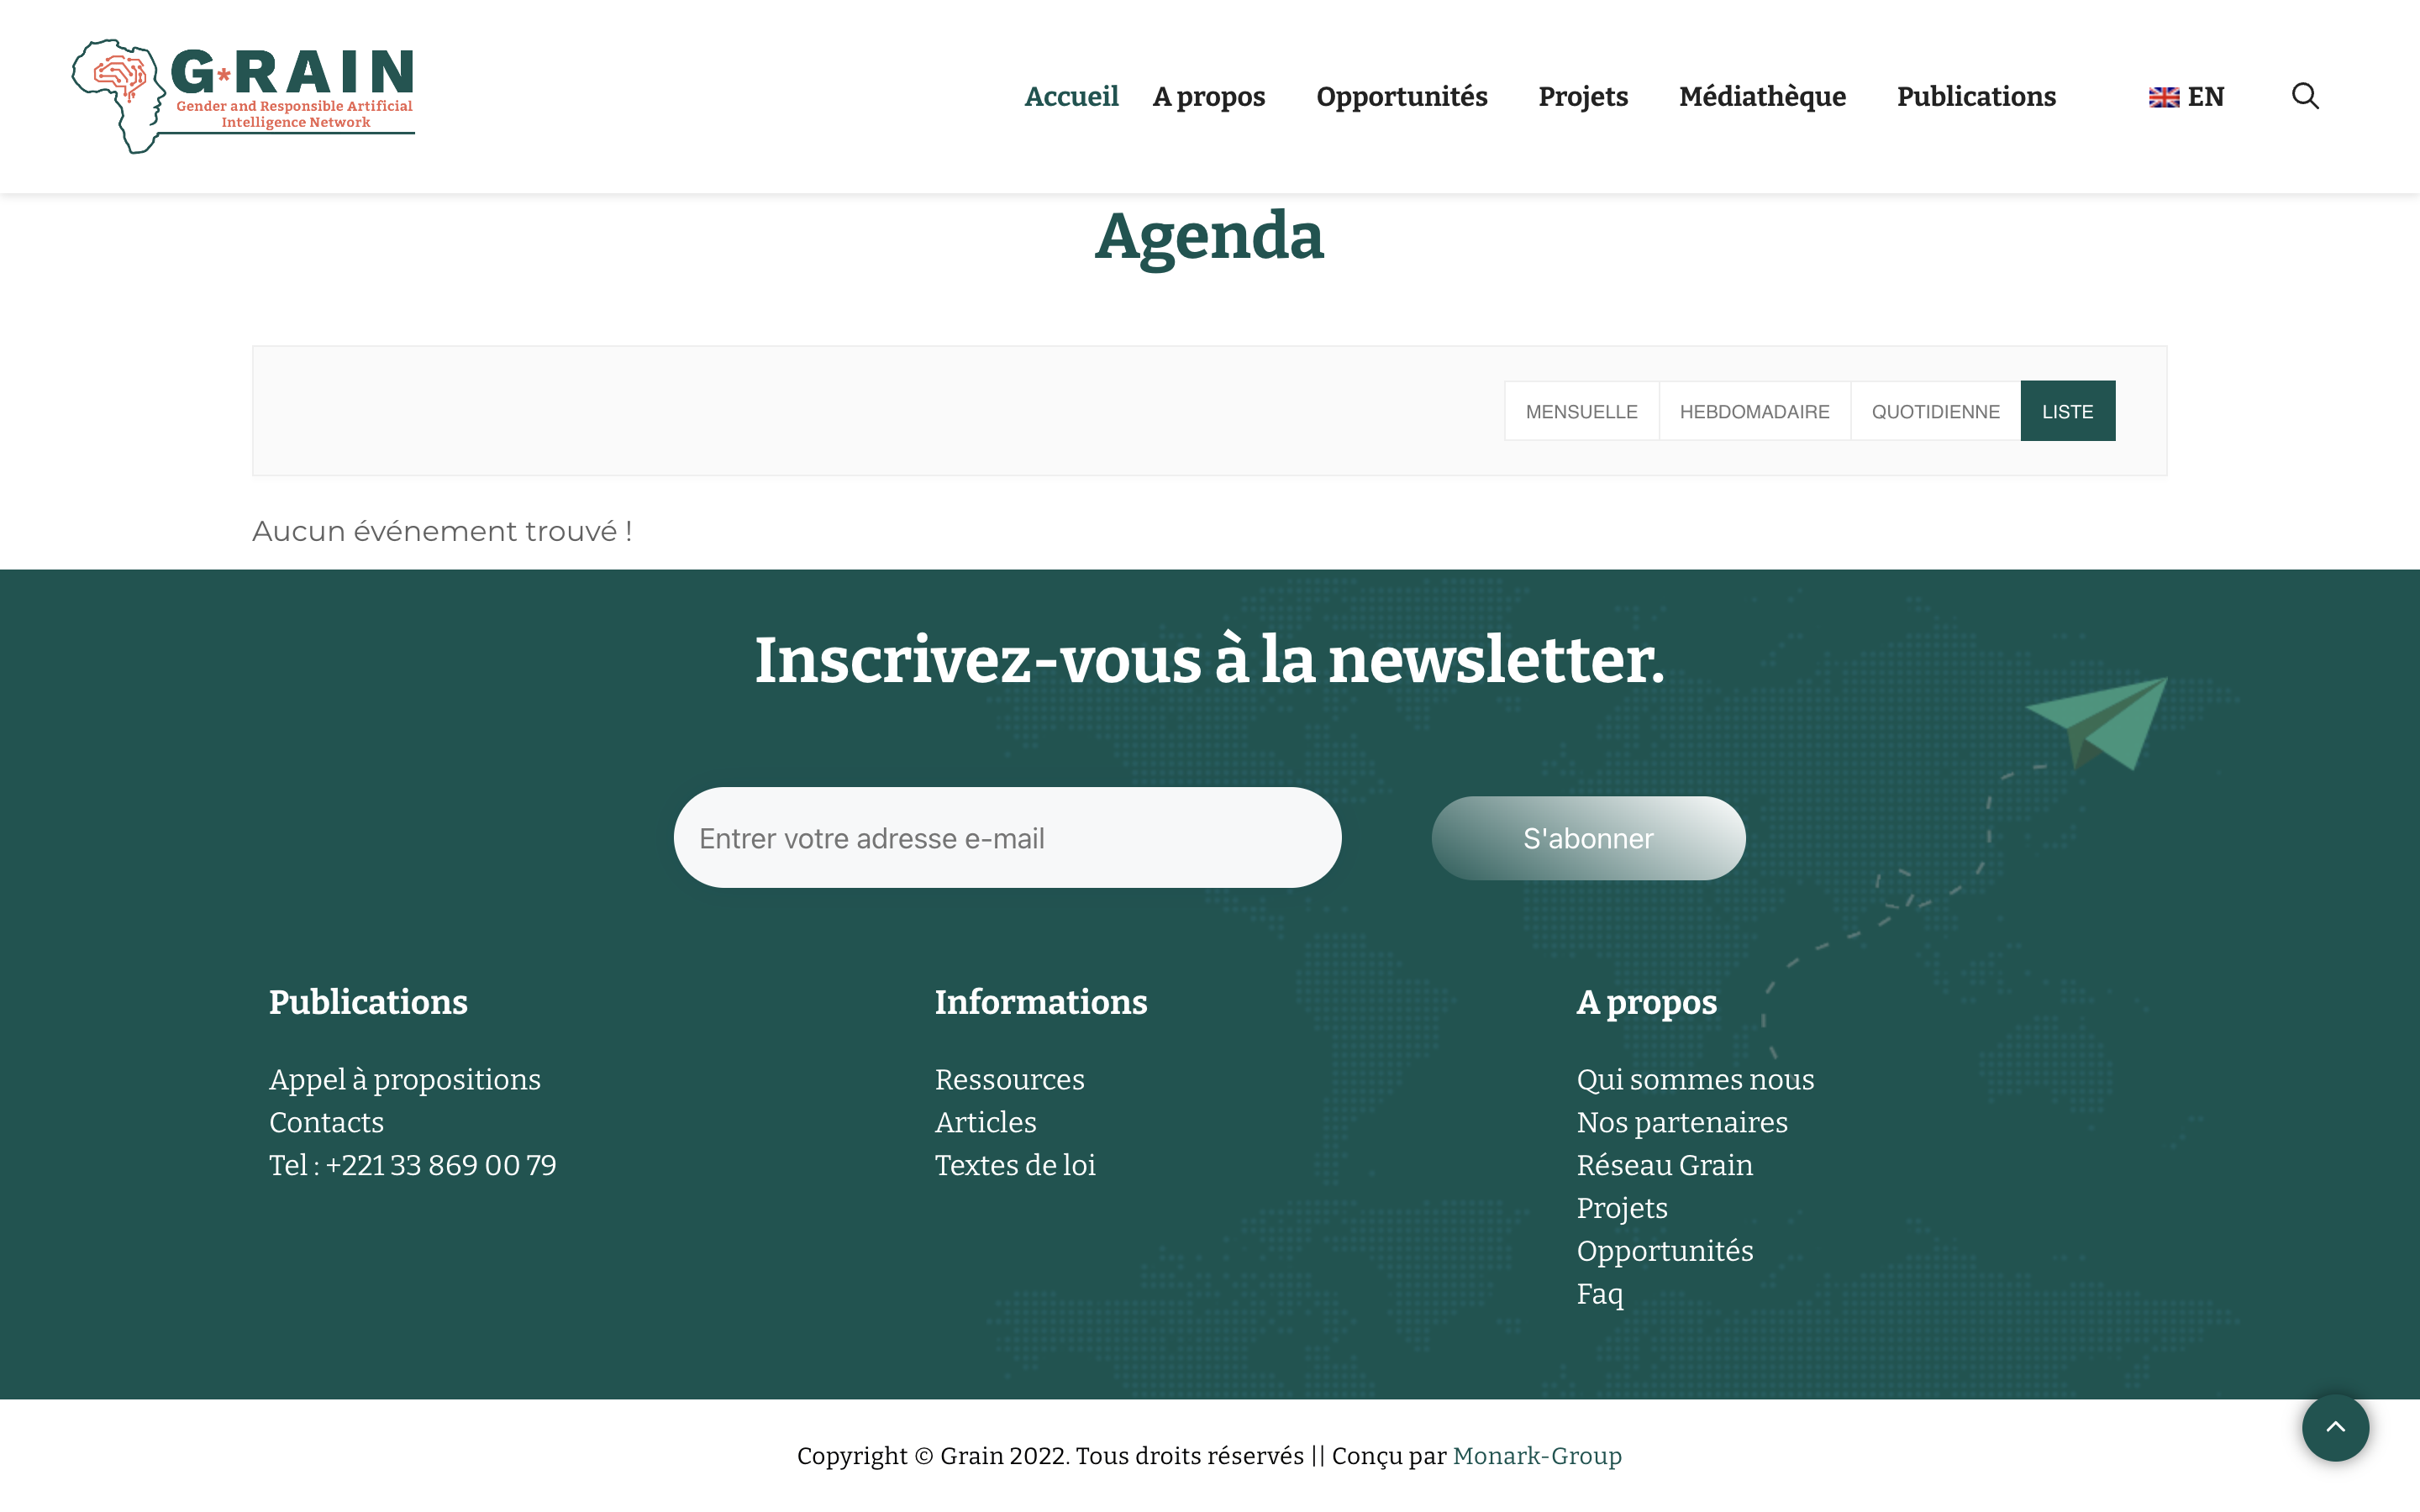 G*RAIN
Gender and Responsible Artificial
Intelligence Network
Accueil A propos Opportunités Projets Médiathèque Publications EN
Agenda
MENSUELLE HEBDOMADAIRE QUOTIDIENNE LISTE
Aucun événement trouvé !
Inscrivez-vous à la newsletter.
Entrer votre adresse e-mail S'abonner
Publications
Appel à propositions
Contacts
Tel : +221 33 869 00 79
Informations
Ressources
Articles
Textes de loi
A propos
Qui sommes nous
Nos partenaires
Réseau Grain
Projets
Opportunités
Faq
Copyright © Grain 2022. Tous droits réservés || Conçu par Monark-Group